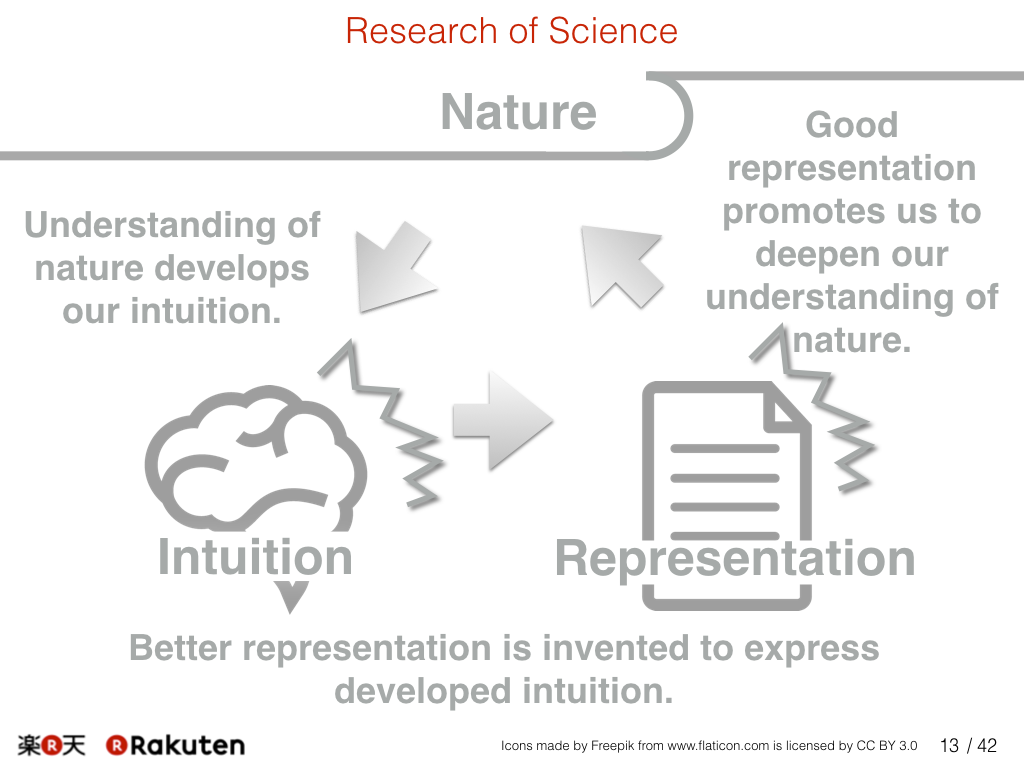 Research of Science
Nature
Good
representation
promotes us to
deepen our
understanding of
nature.
Understanding of
nature develops
our intuition.
Intuition
Representation
Better representation is invented to express
developed intuition.
楽R天 RRakuten
Icons made by Freepik from www.flaticon.com is licensed by CC BY 3.0
13 / 42